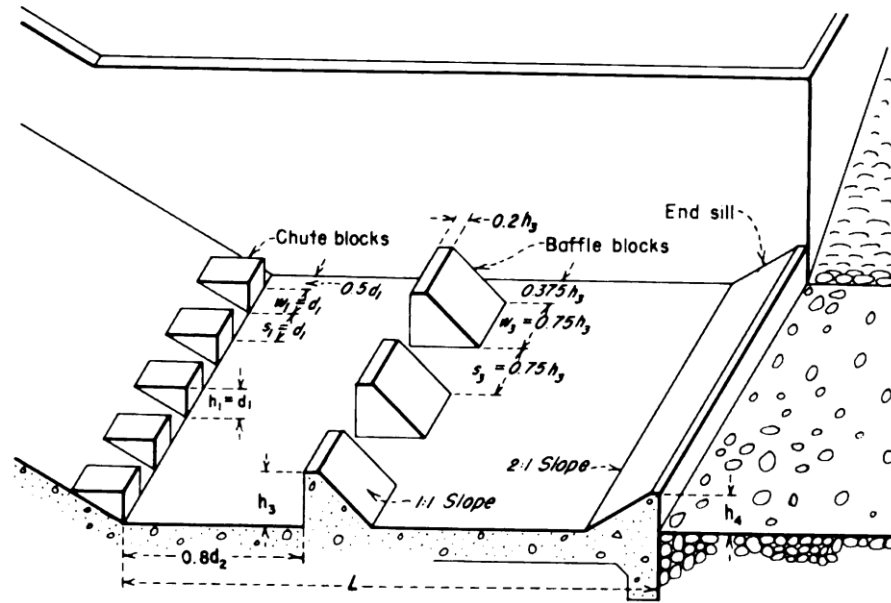 0.2h₃
End sill
Chute blocks
Baffle blocks
0.5d₁
0.375h₃
w₁ = d₁
w₃ = 0.75h₃
s₁ = d₁
s₃ = 0.75h₃
h₁ = d₁
2:1 Slope
h₃
1:1 Slope
h₄
0.8d₂
L